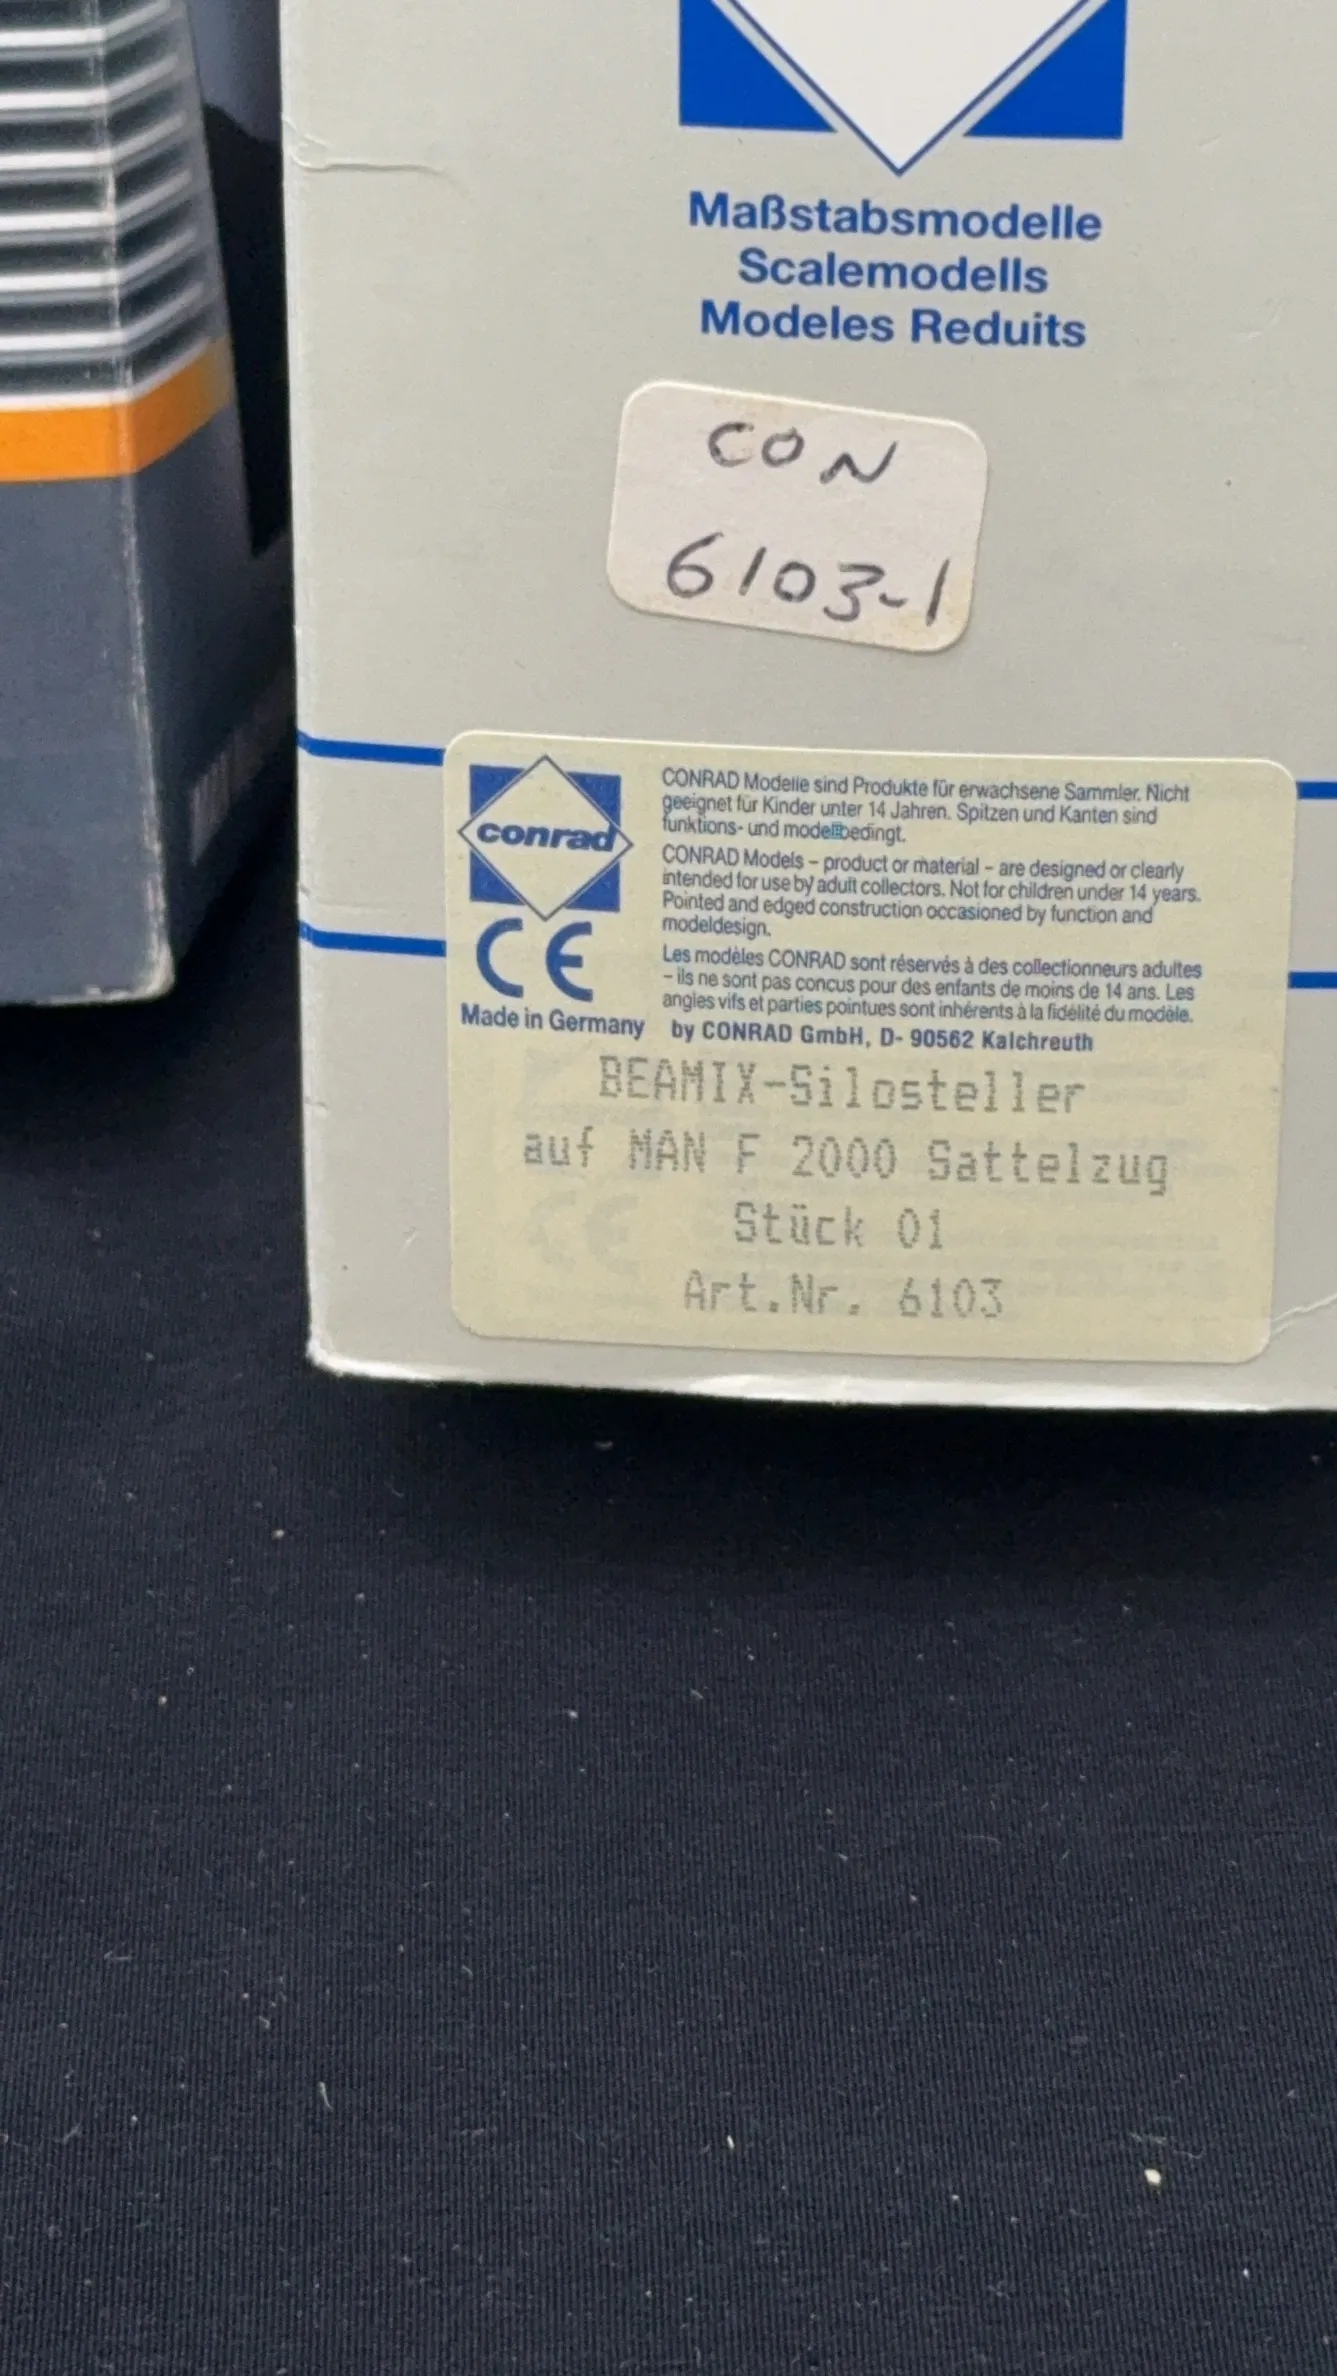 Maßstabsmodelle
Scalemodells
Modeles Reduits
CON
6103-1
conrad
CE
Made in Germany
CONRAD Modelle sind Produkte für erwachsene Sammler. Nicht
geeignet für Kinder unter 14 Jahren. Spitzen und Kanten sind
funktions- und modellbedingt.
CONRAD Models – product or material – are designed or clearly
intended for use by adult collectors. Not for children under 14 years.
Pointed and edged construction occasioned by function and
modeldesign.
Les modèles CONRAD sont réservés à des collectionneurs adultes
– ils ne sont pas concus pour des enfants de moins de 14 ans. Les
angles vifs et parties pointues sont inhérents à la fidélité du modèle.
by CONRAD GmbH, D- 90562 Kalchreuth
BEAMIX-Silosteller
auf MAN F 2000 Sattelzug
Stück 01
Art.Nr. 6103